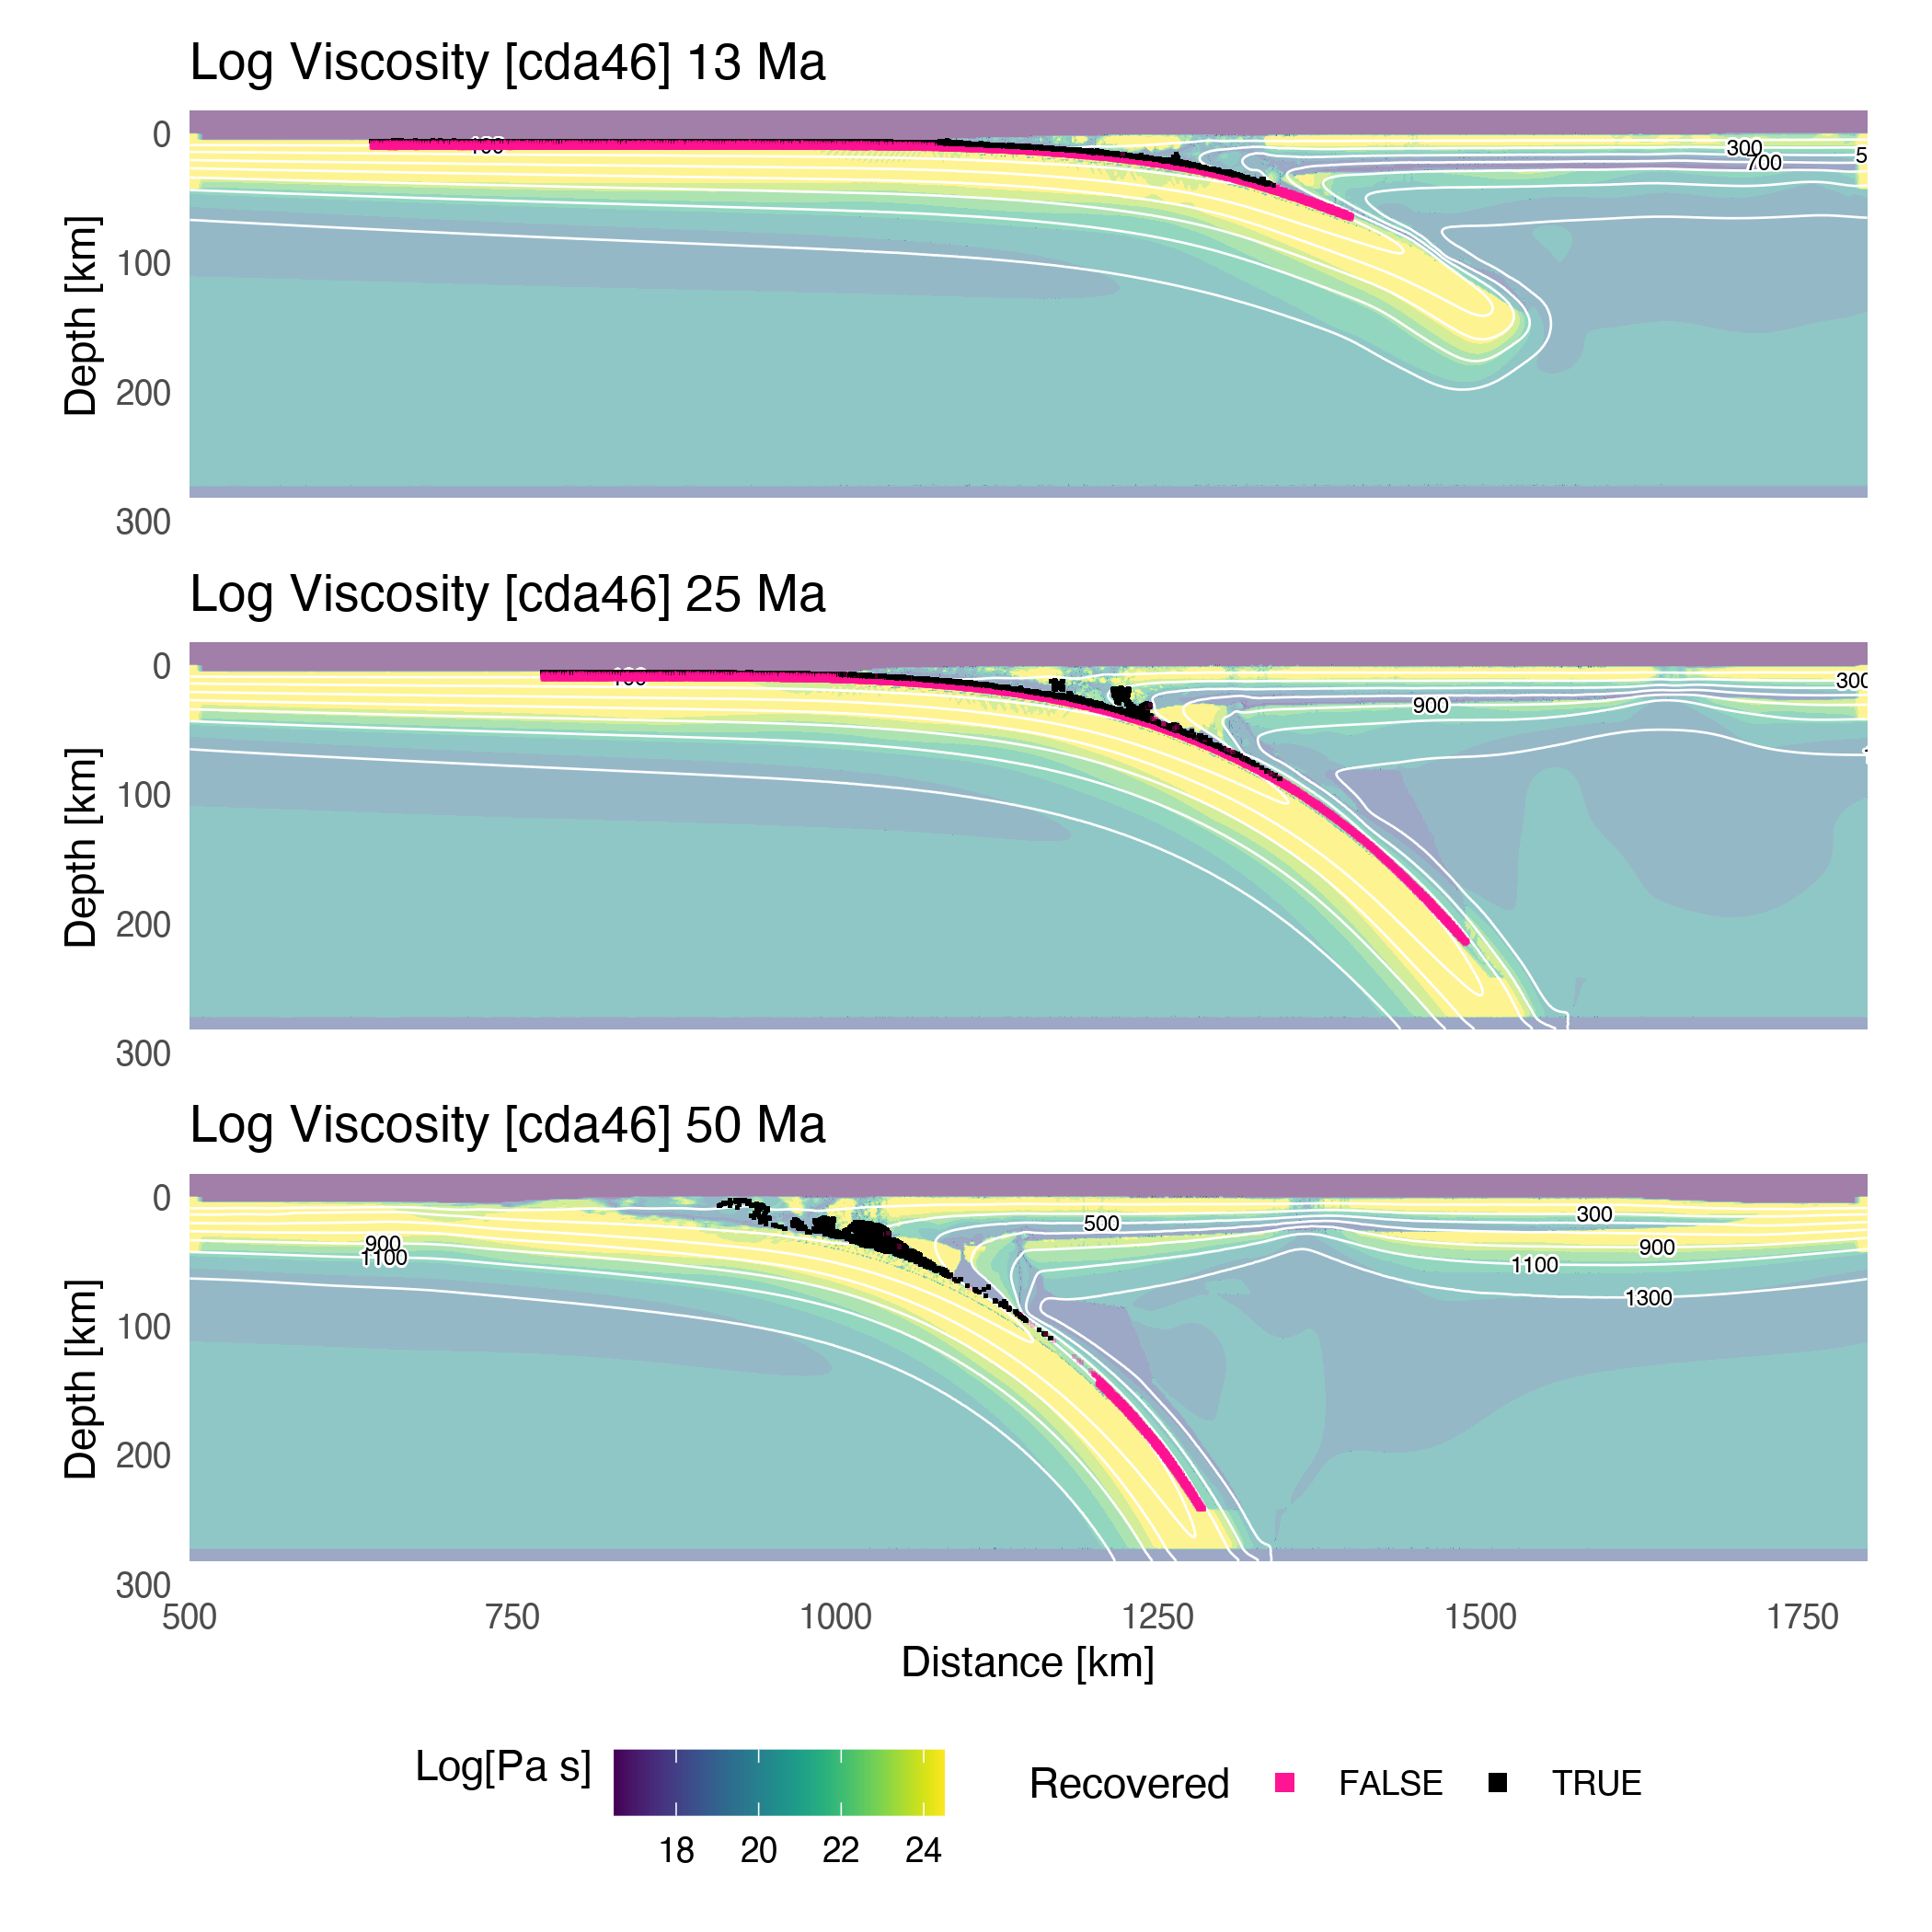 Log Viscosity [cda46] 13 Ma
0
100
200
300
Depth [km]
300
700
Log Viscosity [cda46] 25 Ma
0
100
200
300
Depth [km]
300
900
Log Viscosity [cda46] 50 Ma
0
100
200
300
Depth [km]
500
300
900
900
1100
1100
1300
500 750 1000 1250 1500 1750
Distance [km]
Log[Pa s]
18 20 22 24
Recovered FALSE TRUE